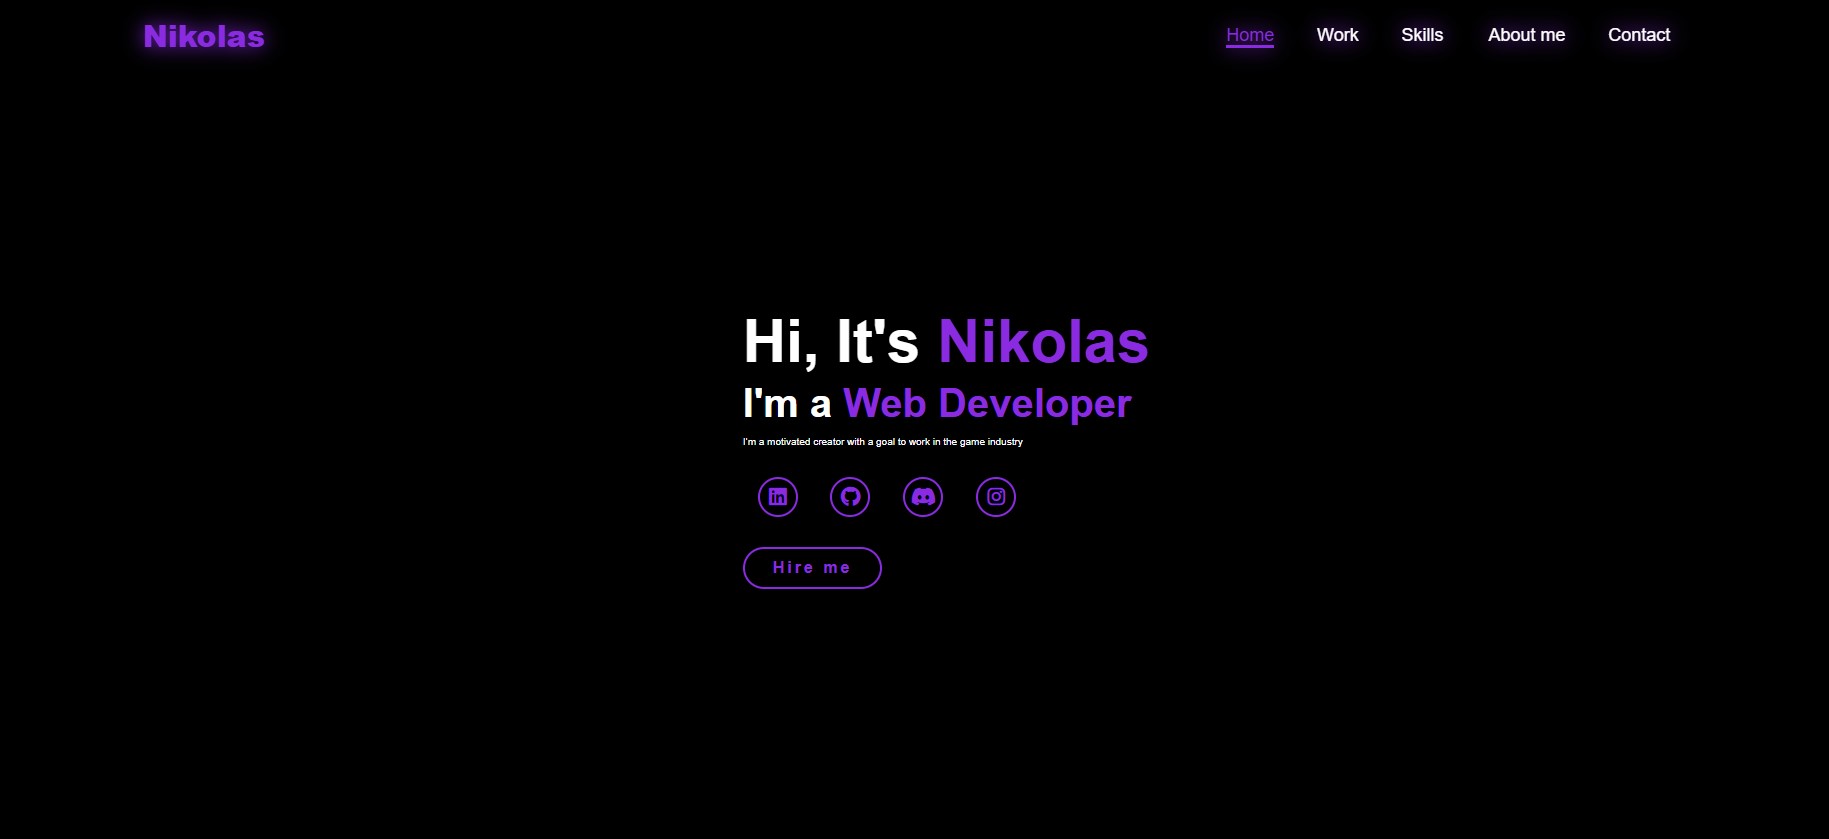 Nikolas
Home Work Skills About me Contact
Hi, It's Nikolas
I'm a Web Developer
I'm a motivated creator with a goal to work in the game industry
in
Hire me